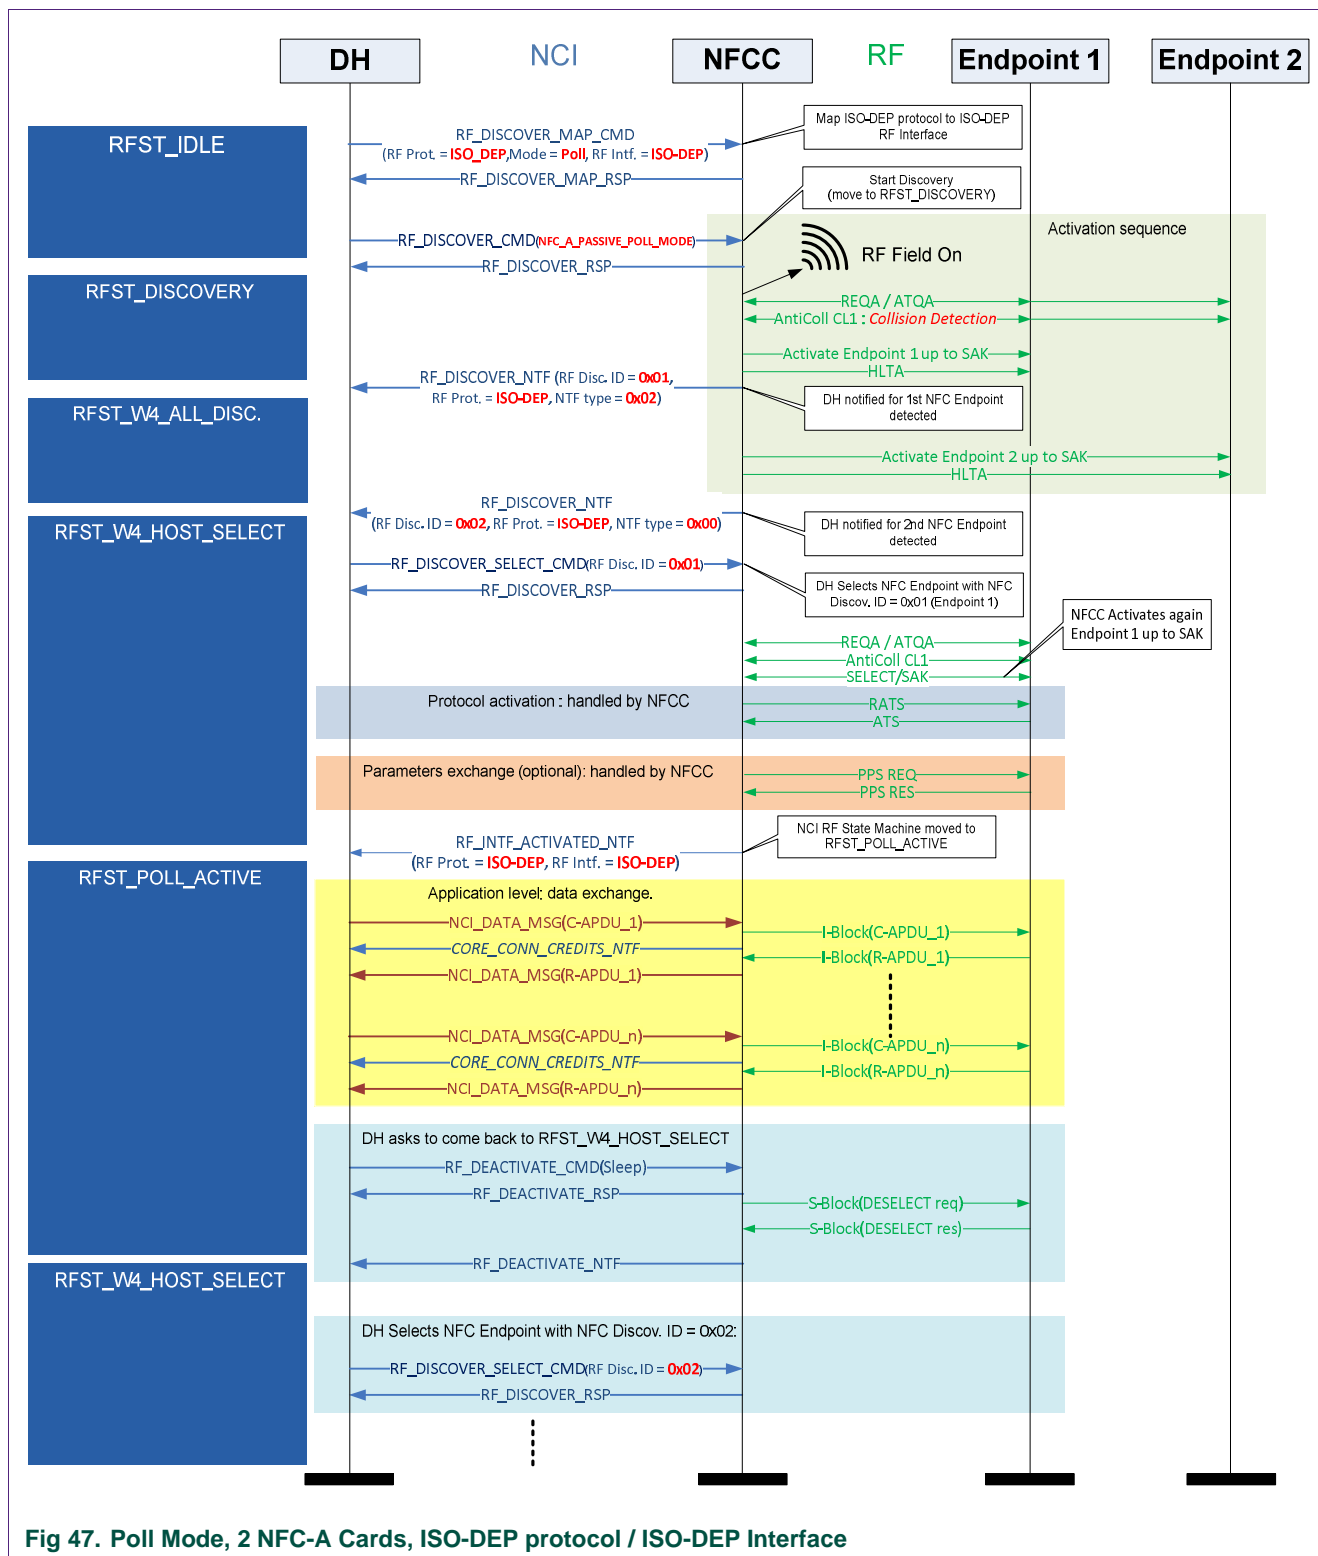 DH
NCI
NFCC
RF
Endpoint 1
Endpoint 2
RFST_IDLE
RF_DISCOVER_MAP_CMD
(RF Prot. = ISO_DEP,Mode = Poll, RF Intf. = ISO-DEP)
Map ISO-DEP protocol to ISO-DEP
RF Interface
RF_DISCOVER_MAP_RSP
Start Discovery
(move to RFST_DISCOVERY)
Activation sequence
RF_DISCOVER_CMD(NFC_A_PASSIVE_POLL_MODE)
RF Field On
RF_DISCOVER_RSP
RFST_DISCOVERY
REQA / ATQA
AntiColl CL1 : Collision Detection
Activate Endpoint 1 up to SAK
HLTA
RF_DISCOVER_NTF (RF Disc. ID = 0x01,
RF Prot. = ISO-DEP, NTF type = 0x02)
DH notified for 1st NFC Endpoint
detected
RFST_W4_ALL_DISC.
Activate Endpoint 2 up to SAK
HLTA
RF_DISCOVER_NTF
(RF Disc. ID = 0x02, RF Prot. = ISO-DEP, NTF type = 0x00)
DH notified for 2nd NFC Endpoint
detected
RFST_W4_HOST_SELECT
RF_DISCOVER_SELECT_CMD(RF Disc. ID = 0x01)
RF_DISCOVER_RSP
DH Selects NFC Endpoint with NFC
Discov. ID = 0x01 (Endpoint 1)
NFCC Activates again
Endpoint 1 up to SAK
REQA / ATQA
AntiColl CL1
SELECT/SAK
Protocol activation : handled by NFCC
RATS
ATS
Parameters exchange (optional): handled by NFCC
PPS REQ
PPS RES
RF_INTF_ACTIVATED_NTF
(RF Prot. = ISO-DEP, RF Intf. = ISO-DEP)
NCI RF State Machine moved to
RFST_POLL_ACTIVE
RFST_POLL_ACTIVE
Application level: data exchange.
NCI_DATA_MSG(C-APDU_1)
I-Block(C-APDU_1)
CORE_CONN_CREDITS_NTF
I-Block(R-APDU_1)
NCI_DATA_MSG(R-APDU_1)
NCI_DATA_MSG(C-APDU_n)
I-Block(C-APDU_n)
CORE_CONN_CREDITS_NTF
I-Block(R-APDU_n)
NCI_DATA_MSG(R-APDU_n)
DH asks to come back to RFST_W4_HOST_SELECT
RF_DEACTIVATE_CMD(Sleep)
RF_DEACTIVATE_RSP
S-Block(DESELECT req)
S-Block(DESELECT res)
RF_DEACTIVATE_NTF
RFST_W4_HOST_SELECT
DH Selects NFC Endpoint with NFC Discov. ID = 0x02:
RF_DISCOVER_SELECT_CMD(RF Disc. ID = 0x02)
RF_DISCOVER_RSP
Fig 47. Poll Mode, 2 NFC-A Cards, ISO-DEP protocol / ISO-DEP Interface